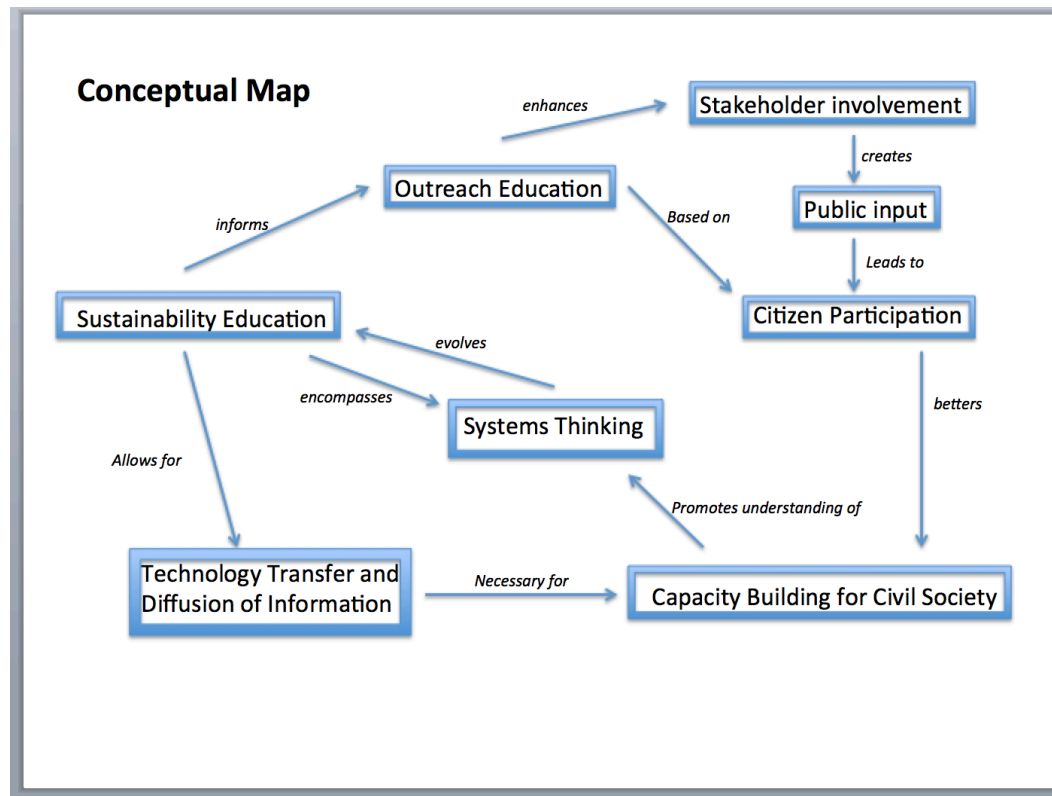 Conceptual Map
enhances
Stakeholder involvement
creates
Outreach Education
Public input
informs
Based on
Leads to
Sustainability Education
Citizen Participation
evolves
encompasses
betters
Systems Thinking
Allows for
Promotes understanding of
Technology Transfer and
Diffusion of Information
Necessary for
Capacity Building for Civil Society